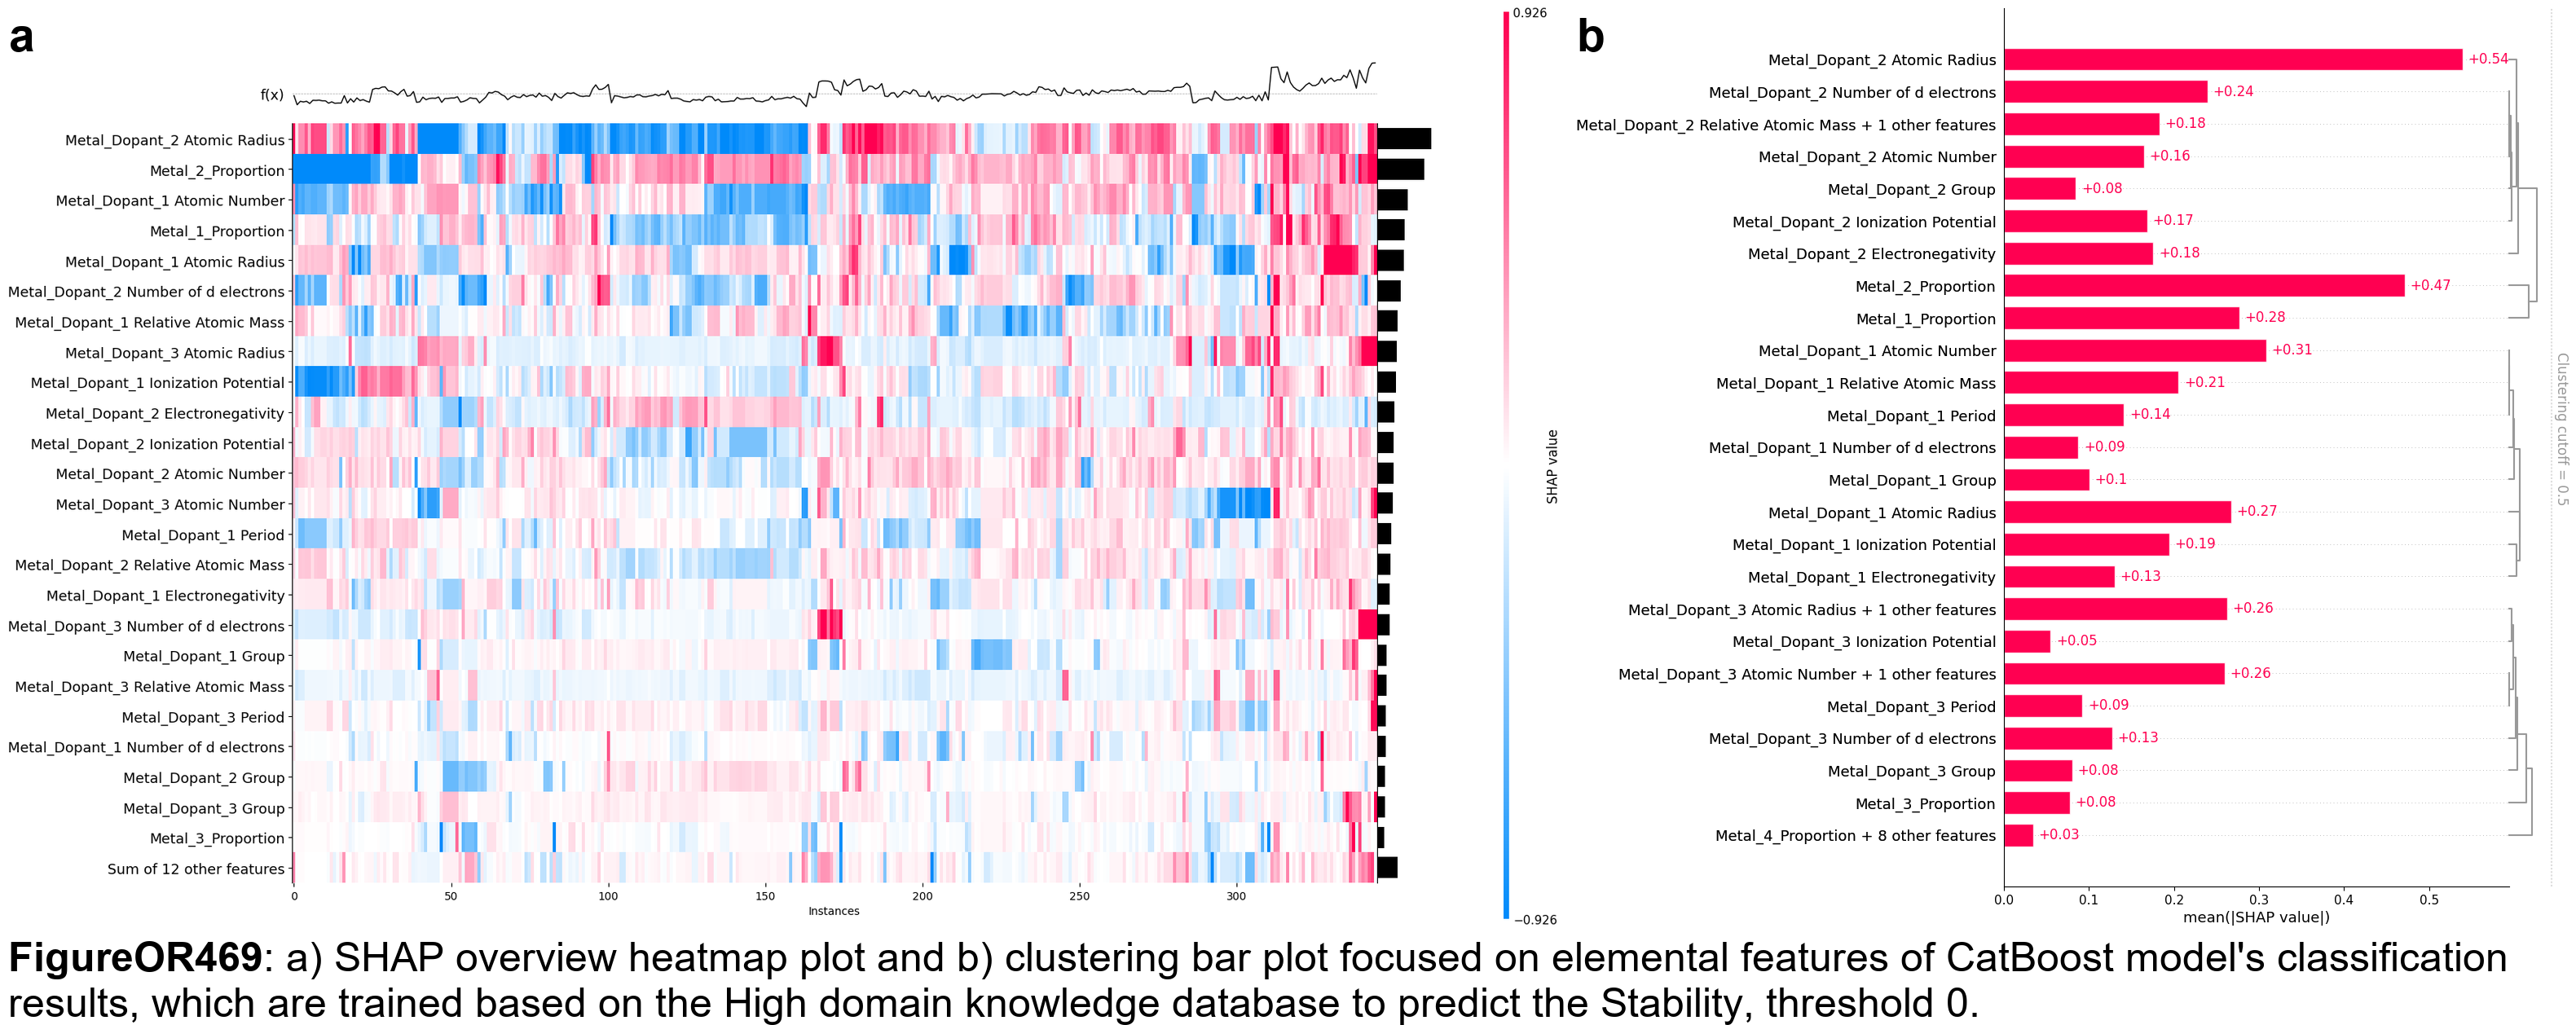 a
f(x)
Metal_Dopant_2 Atomic Radius
Metal_2_Proportion
Metal_Dopant_1 Atomic Number
Metal_1_Proportion
Metal_Dopant_1 Atomic Radius
Metal_Dopant_2 Number of d electrons
Metal_Dopant_1 Relative Atomic Mass
Metal_Dopant_3 Atomic Radius
Metal_Dopant_1 Ionization Potential
Metal_Dopant_2 Electronegativity
Metal_Dopant_2 Ionization Potential
Metal_Dopant_2 Atomic Number
Metal_Dopant_3 Atomic Number
Metal_Dopant_1 Period
Metal_Dopant_2 Relative Atomic Mass
Metal_Dopant_1 Electronegativity
Metal_Dopant_3 Number of d electrons
Metal_Dopant_1 Group
Metal_Dopant_3 Relative Atomic Mass
Metal_Dopant_3 Period
Metal_Dopant_1 Number of d electrons
Metal_Dopant_2 Group
Metal_Dopant_3 Group
Metal_3_Proportion
Sum of 12 other features
0 50 100 150 200 250 300
Instances
0.926
SHAP value
−0.926
b
Metal_Dopant_2 Atomic Radius +0.54
Metal_Dopant_2 Number of d electrons +0.24
Metal_Dopant_2 Relative Atomic Mass + 1 other features +0.18
Metal_Dopant_2 Atomic Number +0.16
Metal_Dopant_2 Group +0.08
Metal_Dopant_2 Ionization Potential +0.17
Metal_Dopant_2 Electronegativity +0.18
Metal_2_Proportion +0.47
Metal_1_Proportion +0.28
Metal_Dopant_1 Atomic Number +0.31
Metal_Dopant_1 Relative Atomic Mass +0.21
Metal_Dopant_1 Period +0.14
Metal_Dopant_1 Number of d electrons +0.09
Metal_Dopant_1 Group +0.1
Metal_Dopant_1 Atomic Radius +0.27
Metal_Dopant_1 Ionization Potential +0.19
Metal_Dopant_1 Electronegativity +0.13
Metal_Dopant_3 Atomic Radius + 1 other features +0.26
Metal_Dopant_3 Ionization Potential +0.05
Metal_Dopant_3 Atomic Number + 1 other features +0.26
Metal_Dopant_3 Period +0.09
Metal_Dopant_3 Number of d electrons +0.13
Metal_Dopant_3 Group +0.08
Metal_3_Proportion +0.08
Metal_4_Proportion + 8 other features +0.03
0.0 0.1 0.2 0.3 0.4 0.5
mean(|SHAP value|)
Clustering cutoff = 0.5
FigureOR469: a) SHAP overview heatmap plot and b) clustering bar plot focused on elemental features of CatBoost model's classification
results, which are trained based on the High domain knowledge database to predict the Stability, threshold 0.